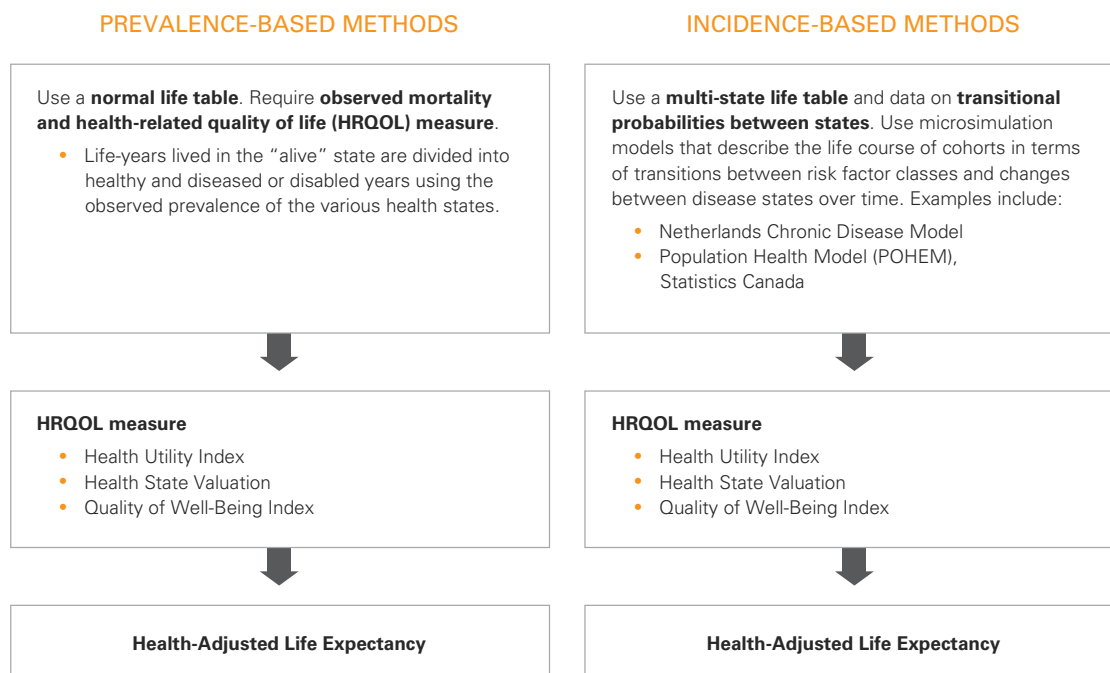 PREVALENCE-BASED METHODS
Use a normal life table. Require observed mortality
and health-related quality of life (HRQOL) measure.
• Life-years lived in the “alive” state are divided into
healthy and diseased or disabled years using the
observed prevalence of the various health states.
HRQOL measure
• Health Utility Index
• Health State Valuation
• Quality of Well-Being Index
Health-Adjusted Life Expectancy
INCIDENCE-BASED METHODS
Use a multi-state life table and data on transitional
probabilities between states. Use microsimulation
models that describe the life course of cohorts in terms
of transitions between risk factor classes and changes
between disease states over time. Examples include:
• Netherlands Chronic Disease Model
• Population Health Model (POHEM),
Statistics Canada
HRQOL measure
• Health Utility Index
• Health State Valuation
• Quality of Well-Being Index
Health-Adjusted Life Expectancy